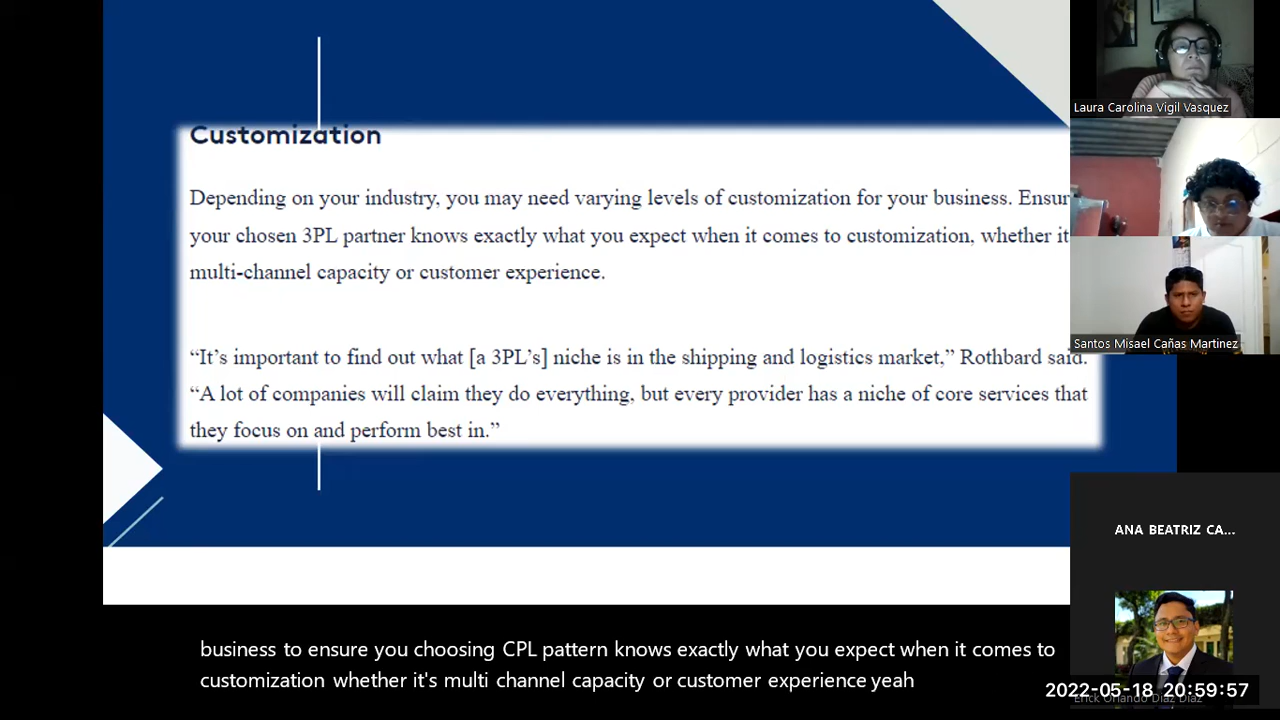 Customization
Depending on your industry, you may need varying levels of customization for your business. Ensur
your chosen 3PL partner knows exactly what you expect when it comes to customization, whether it
multi-channel capacity or customer experience.
“It’s important to find out what [a 3PL’s] niche is in the shipping and logistics market,” Rothbard said.
“A lot of companies will claim they do everything, but every provider has a niche of core services that
they focus on and perform best in.”
business to ensure you choosing CPL pattern knows exactly what you expect when it comes to
customization whether it's multi channel capacity or customer experience yeah
Laura Carolina Vigil Vasquez
Santos Misael Cañas Martinez
ANA BEATRIZ CA...
Erick Orlando Diaz Diaz
2022-05-18 20:59:57